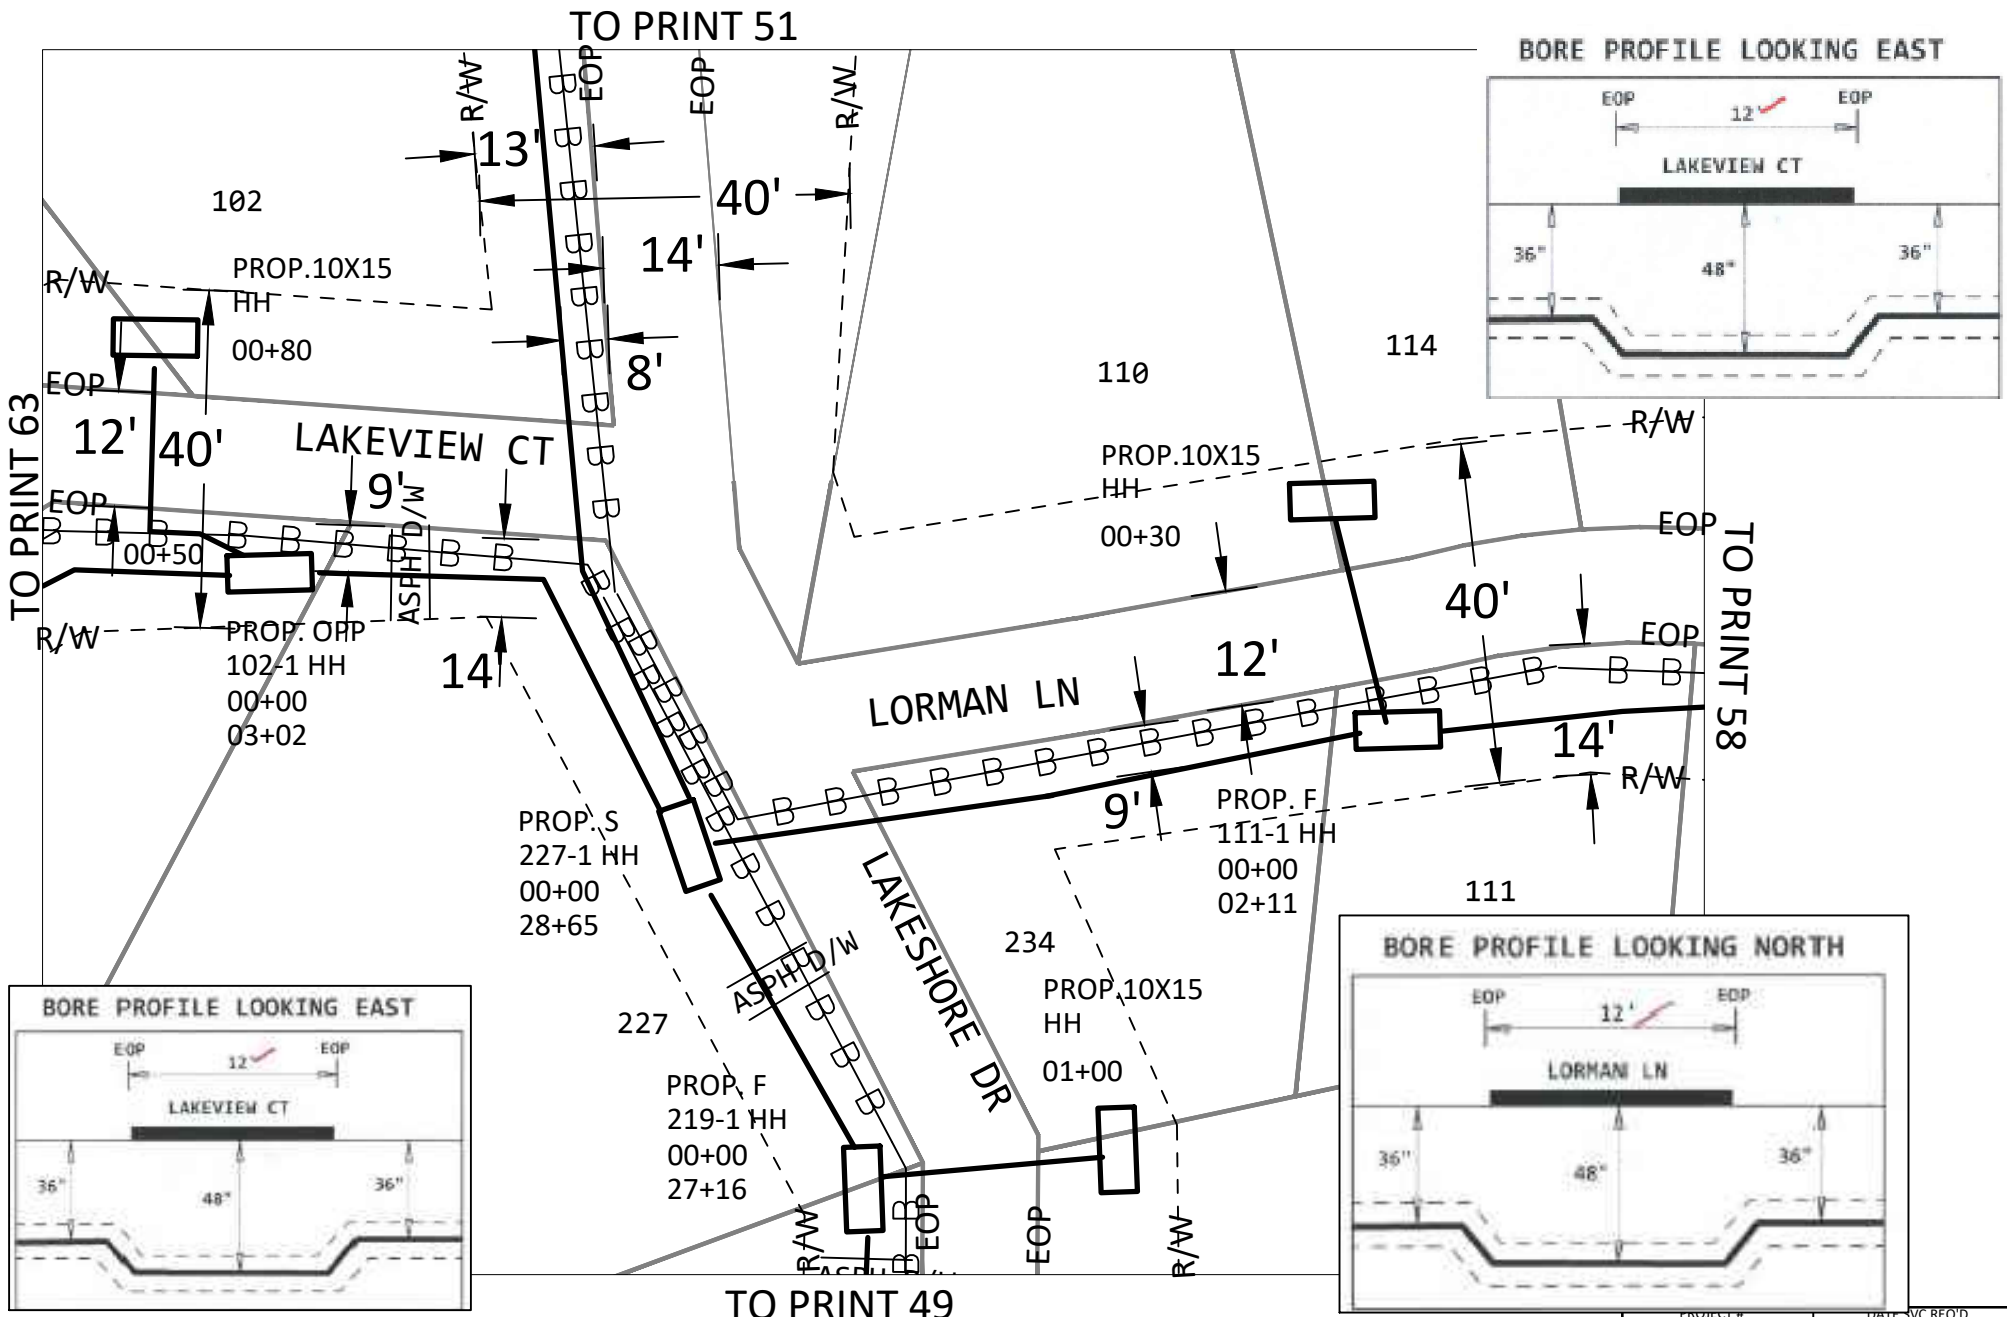 TO PRINT 51
BORE PROFILE LOOKING EAST
EOP
12'
EOP
LAKEVIEW CT
36"
48"
36"
R/W
EOP
EOP
R/W
13'
40'
14'
8'
102
R/W
PROP.10X15
HH
00+80
EOP
12'
40'
LAKEVIEW CT
TO PRINT 63
EOP
9'
ASPH D/W
B B B B B B B B B
00+50
R/W
PROP. OPP
102-1 HH
00+00
03+02
14'
110
114
PROP.10X15
HH
00+30
R/W
EOP
40'
EOP
TO PRINT 58
12'
LORMAN LN
14'
R/W
9'
PROP. F
111-1 HH
00+00
02+11
111
PROP. S
227-1 HH
00+00
28+65
LAKESHORE DR
ASPH D/W
234
PROP.10X15
HH
01+00
227
PROP. F
219-1 HH
00+00
27+16
R/W
EOP
EOP
R/W
ASPH D/W
TO PRINT 49
BORE PROFILE LOOKING EAST
EOP
12'
EOP
LAKEVIEW CT
36"
48"
36"
BORE PROFILE LOOKING NORTH
EOP
12'
EOP
LORMAN LN
36"
48"
36"
PROJECT #
DATE SVC REQ'D